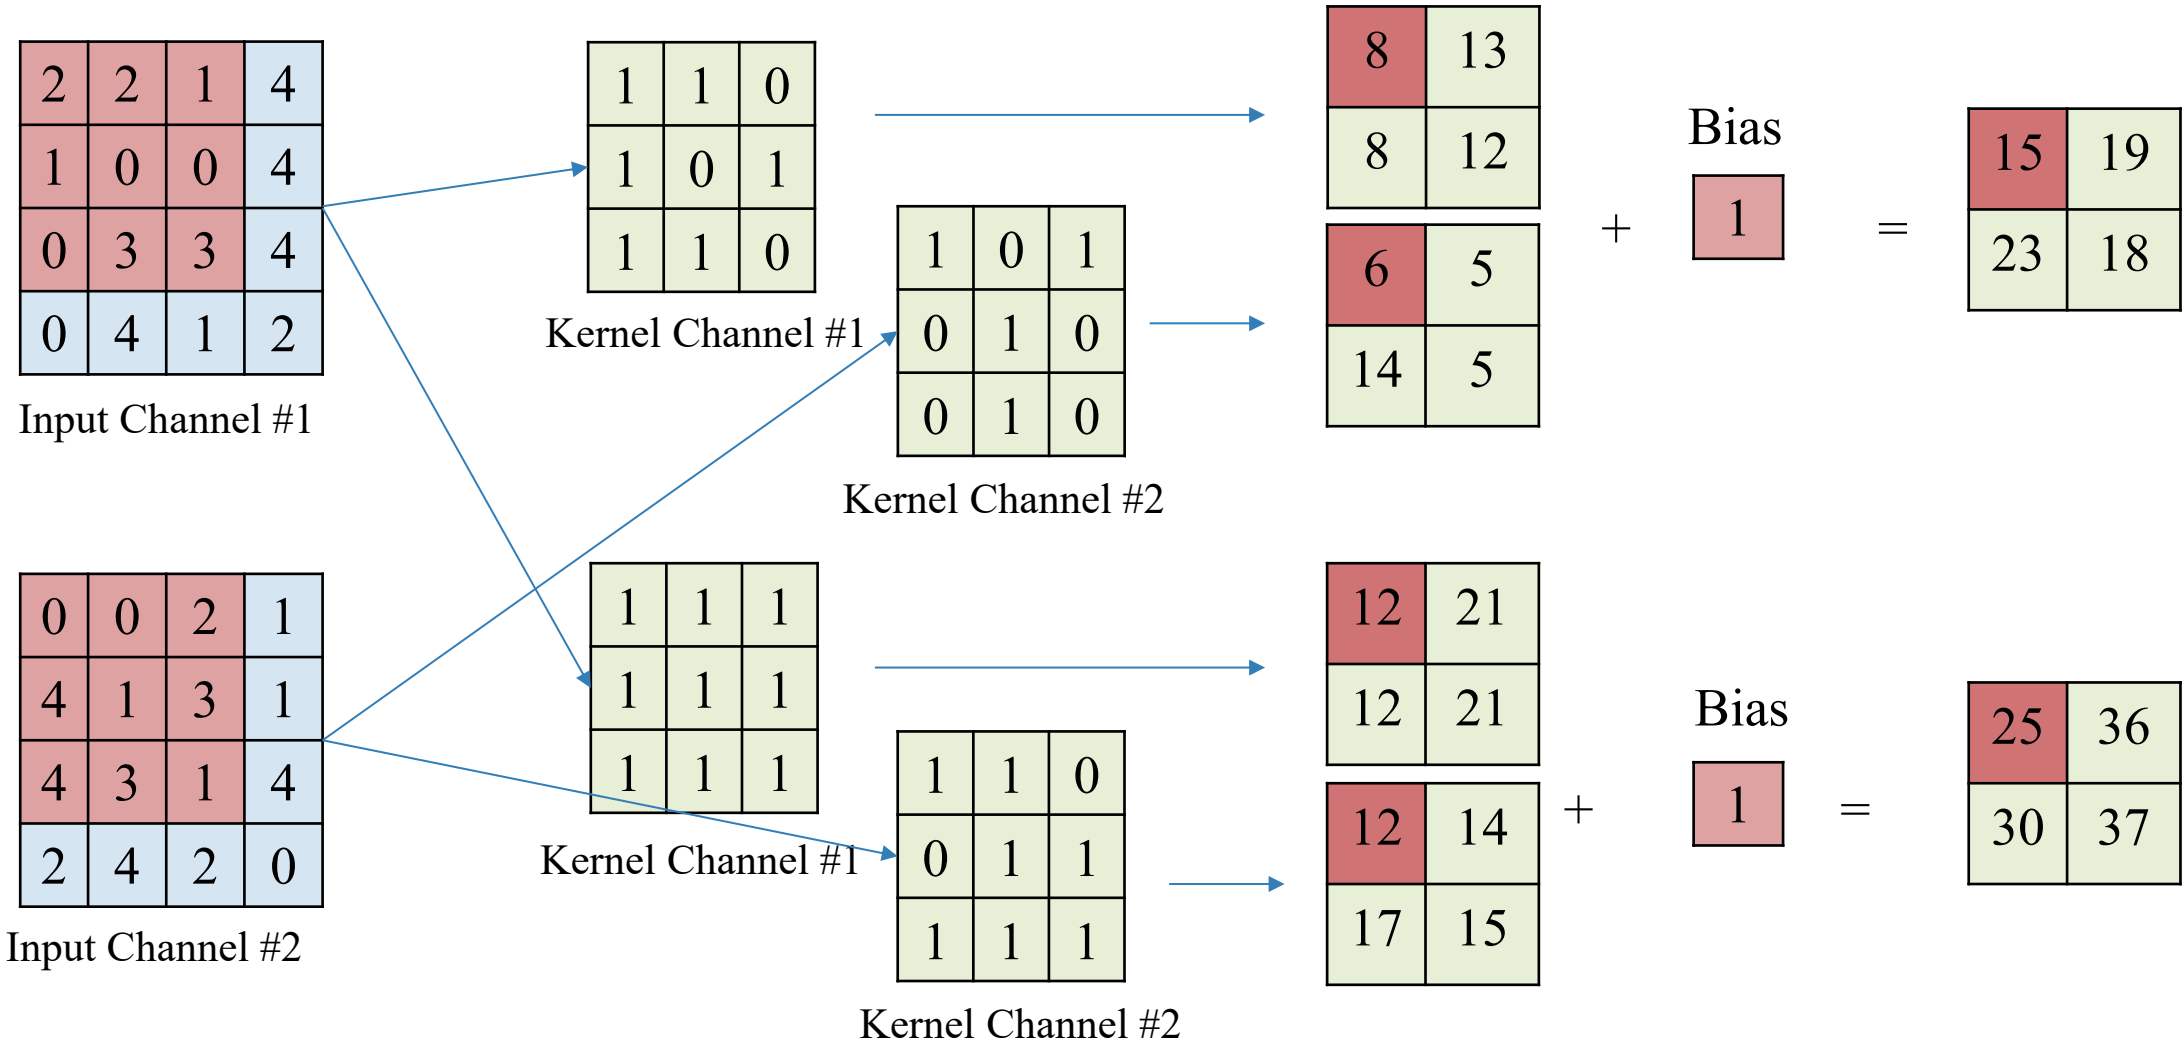 2 2 1 4
1 0 0 4
0 3 3 4
0 4 1 2
Input Channel #1
1 1 0
1 0 1
1 1 0
Kernel Channel #1
1 0 1
0 1 0
0 1 0
Kernel Channel #2
8 13
8 12
6 5
14 5
+
Bias
1
=
15 19
23 18
0 0 2 1
4 1 3 1
4 3 1 4
2 4 2 0
Input Channel #2
1 1 1
1 1 1
1 1 1
Kernel Channel #1
1 1 0
0 1 1
1 1 1
Kernel Channel #2
12 21
12 21
12 14
17 15
+
Bias
1
=
25 36
30 37